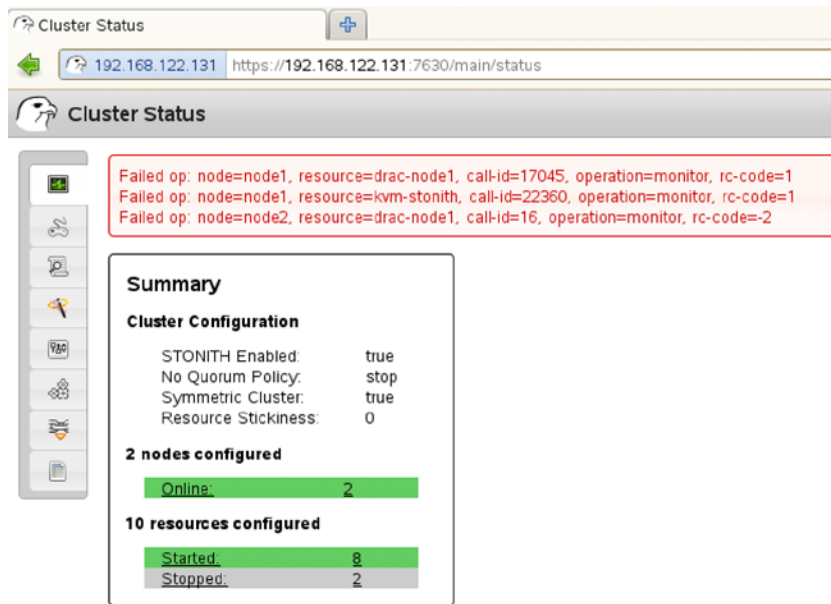 Cluster Status
192.168.122.131 https://192.168.122.131:7630/main/status
Cluster Status
Failed op: node=node1, resource=drac-node1, call-id=17045, operation=monitor, rc-code=1
Failed op: node=node1, resource=kvm-stonith, call-id=22360, operation=monitor, rc-code=1
Failed op: node=node2, resource=drac-node1, call-id=16, operation=monitor, rc-code=-2
Summary
Cluster Configuration
STONITH Enabled: true
No Quorum Policy: stop
Symmetric Cluster: true
Resource Stickiness: 0
2 nodes configured
Online: 2
10 resources configured
Started: 8
Stopped: 2